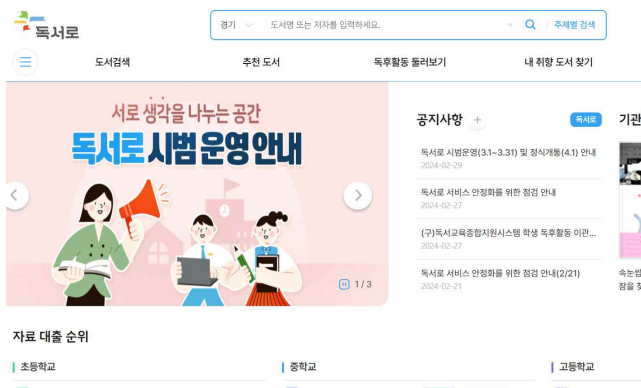 독서로
경기
도서명 또는 저자를 입력하세요.
주제별 검색
도서검색
추천 도서
독후활동 둘러보기
내 취향 도서 찾기
서로 생각을 나누는 공간
독서로 시범 운영 안내
1 / 3
공지사항 +
독서로
기관
독서로 시범운영(3.1~3.31) 및 정식개통(4.1) 안내
2024-02-29
독서로 서비스 안정화를 위한 점검 안내
2024-02-27
(구)독서교육종합지원시스템 학생 독후활동 이관...
2024-02-27
독서로 서비스 안정화를 위한 점검 안내(2/21)
2024-02-21
속눈썹
잠을 찾
자료 대출 순위
초등학교
중학교
고등학교